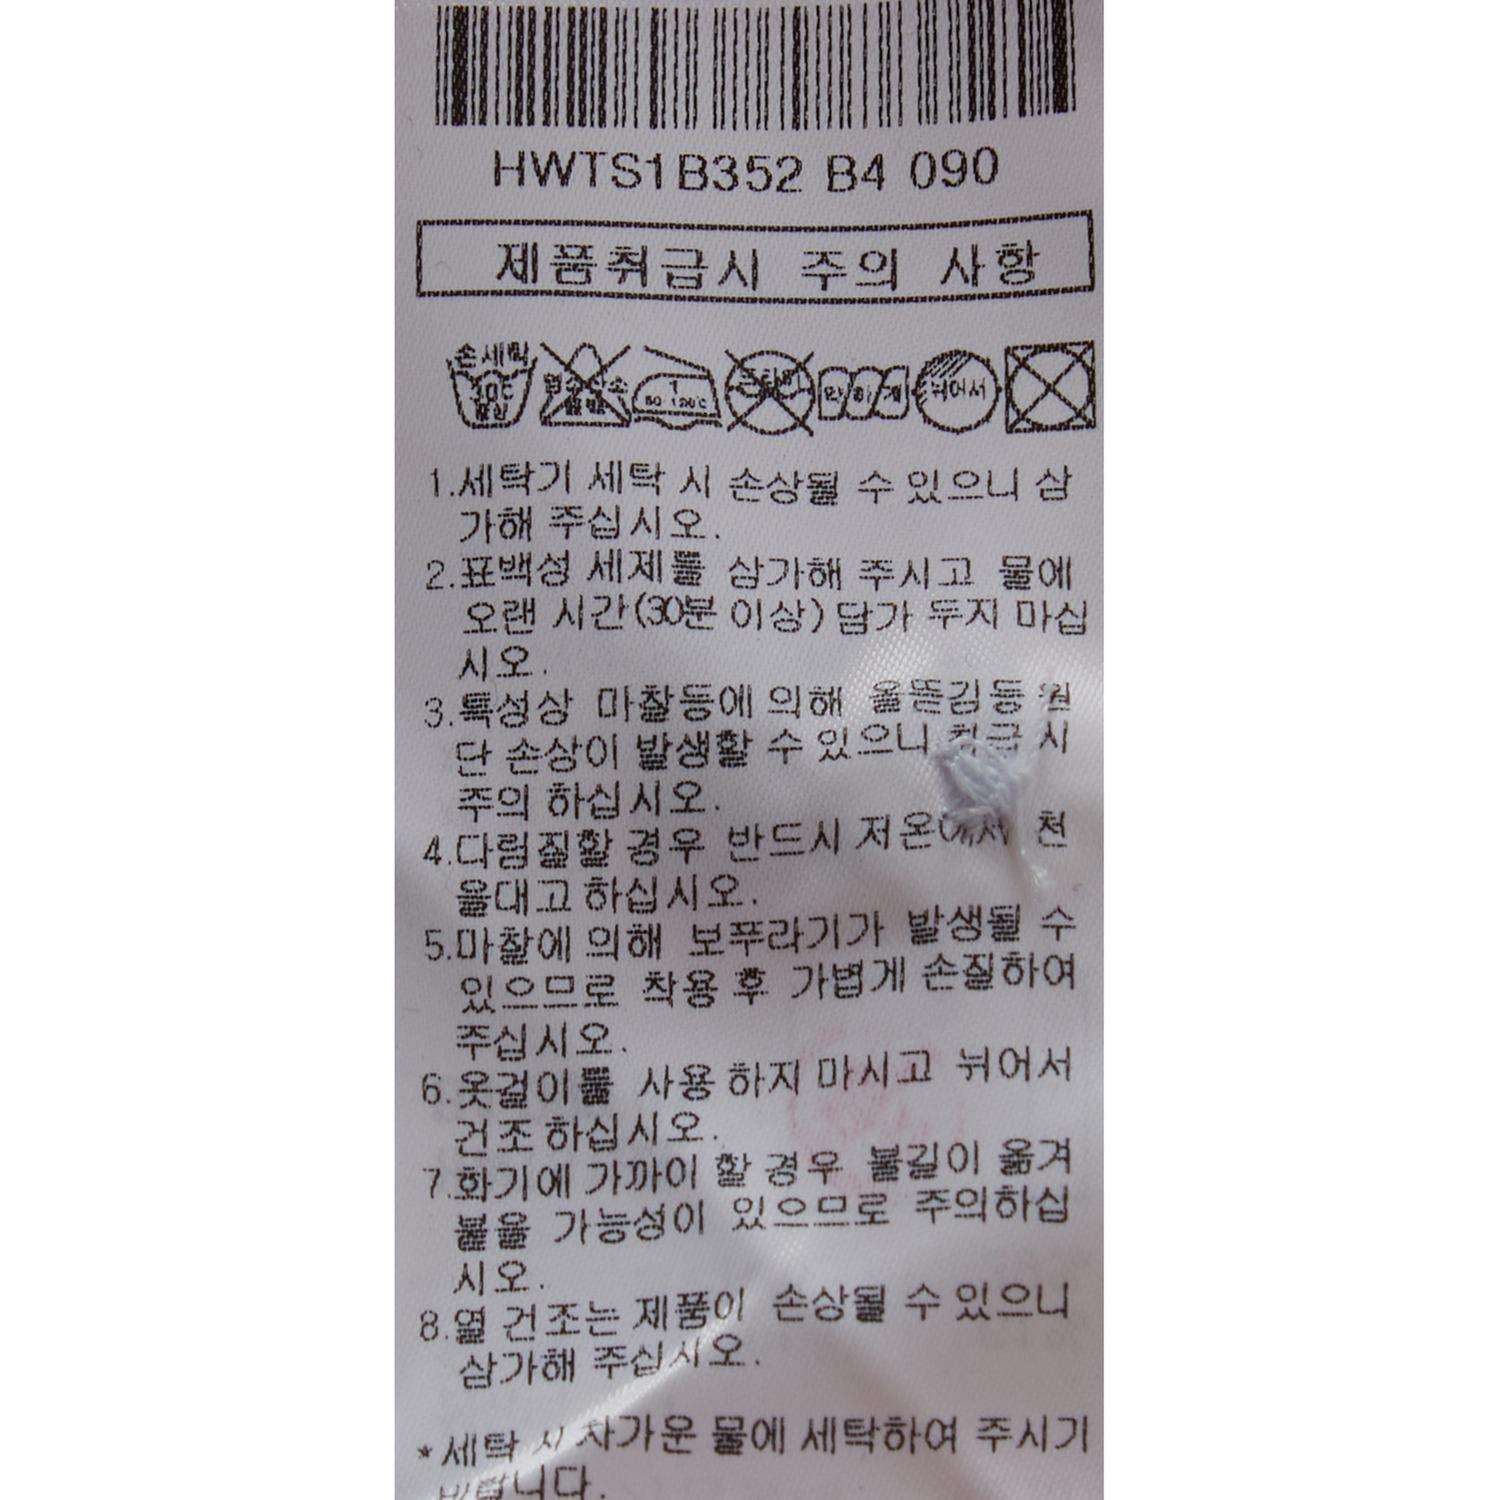 HWTS1B352 B4 090
제품취급시 주의 사항
손세탁
30℃
중성
염소
1
80-120℃
드라이
약하게
뉘어서
1.세탁기 세탁 시 손상될 수 있으니 삼
가해 주십시오.
2.표백성 세제를 삼가해 주시고 물에
오랜 시간(30분 이상) 담가 두지 마십
시오.
3.특성상 마찰등에 의해 올뜯김등 원
단 손상이 발생할 수 있으니 취급 시
주의 하십시오.
4.다림질할 경우 반드시 저온에서 천
을대고 하십시오.
5.마찰에 의해 보푸라기가 발생될 수
있으므로 착용 후 가볍게 손질하여
주십시오.
6.옷걸이를 사용 하지 마시고 뉘어서
건조 하십시오.
7.화기에 가까이 할 경우 불길이 옮겨
붙을 가능성이 있으므로 주의하십
시오.
8.열 건조는 제품이 손상될 수 있으니
삼가해 주십시오.
*세탁 시 차가운 물에 세탁하여 주시기
바랍니다.